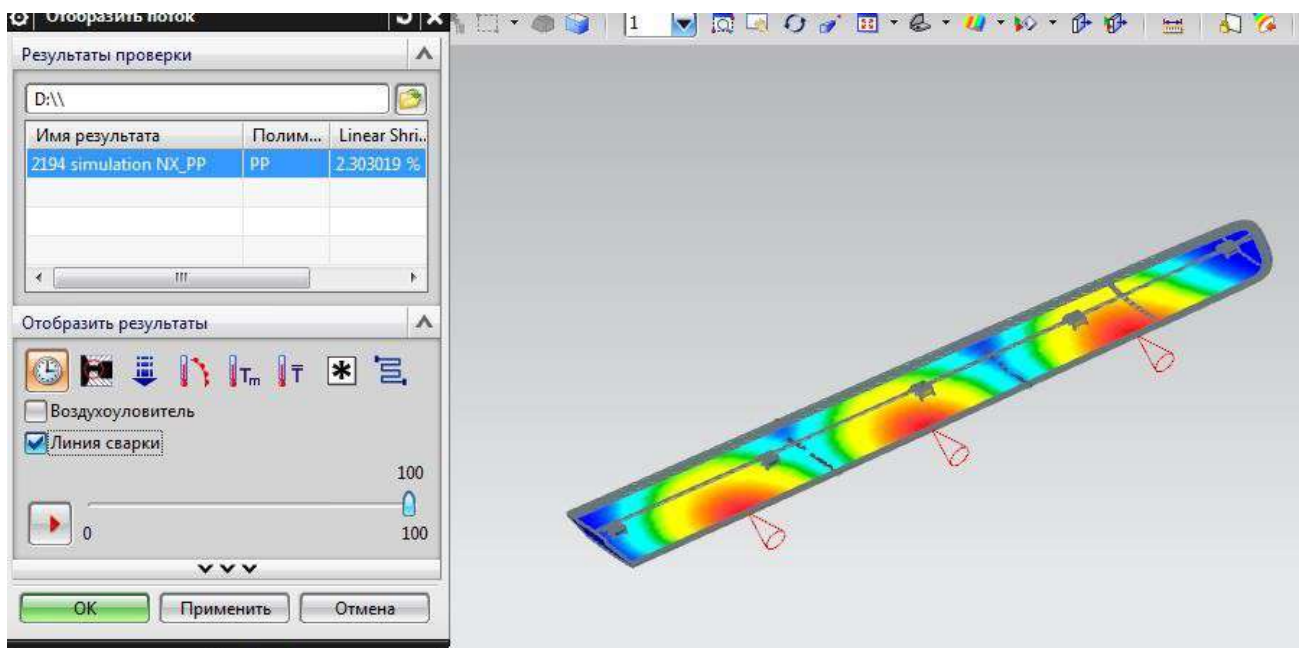 Отобразить поток
1
Результаты проверки
D:\\
Имя результата Полим... Linear Shri..
2194 simulation NX_PP PP 2.303019 %
Отобразить результаты
Tm T
Воздухоуловитель
Линия сварки
100
0 100
OK Применить Отмена